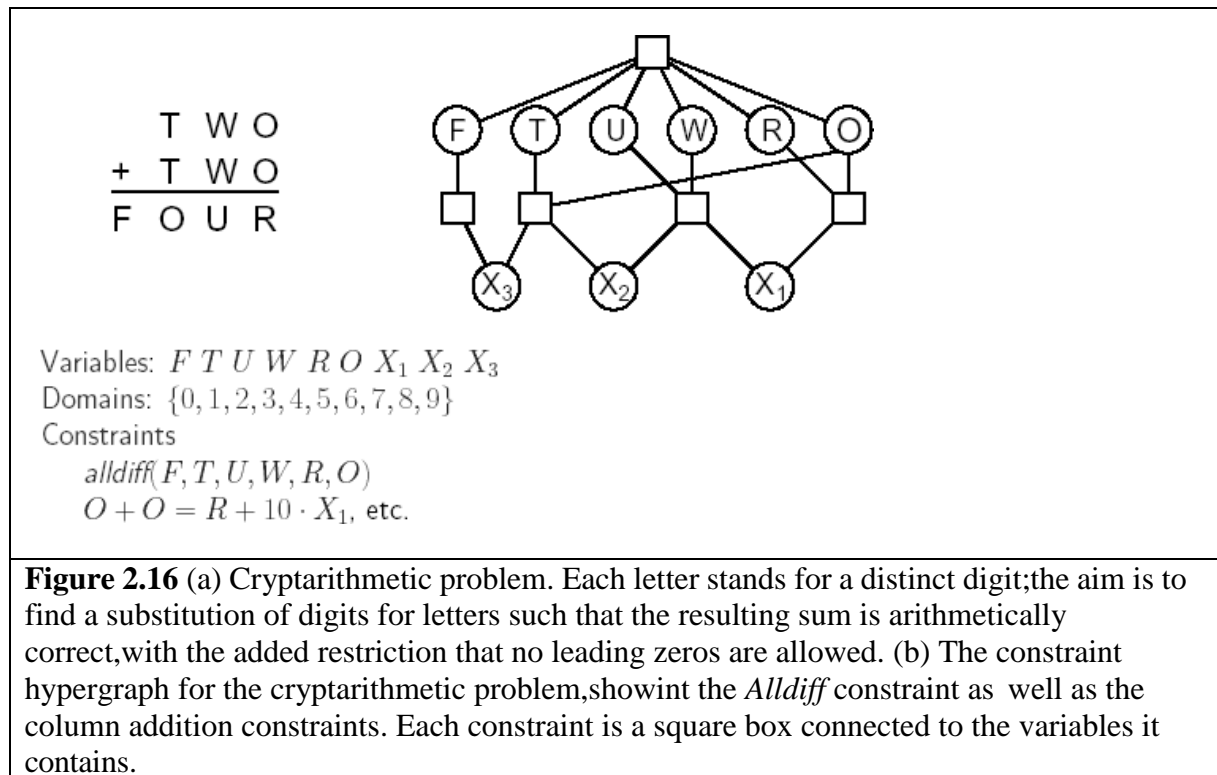 T W O
+ T W O
F O U R
F T U W R O
X₃ X₂ X₁
Variables: F T U W R O X₁ X₂ X₃
Domains: {0, 1, 2, 3, 4, 5, 6, 7, 8, 9}
Constraints
alldiff(F, T, U, W, R, O)
O + O = R + 10 · X₁, etc.
Figure 2.16 (a) Cryptarithmetic problem. Each letter stands for a distinct digit;the aim is to
find a substitution of digits for letters such that the resulting sum is arithmetically
correct,with the added restriction that no leading zeros are allowed. (b) The constraint
hypergraph for the cryptarithmetic problem,showint the Alldiff constraint as well as the
column addition constraints. Each constraint is a square box connected to the variables it
contains.